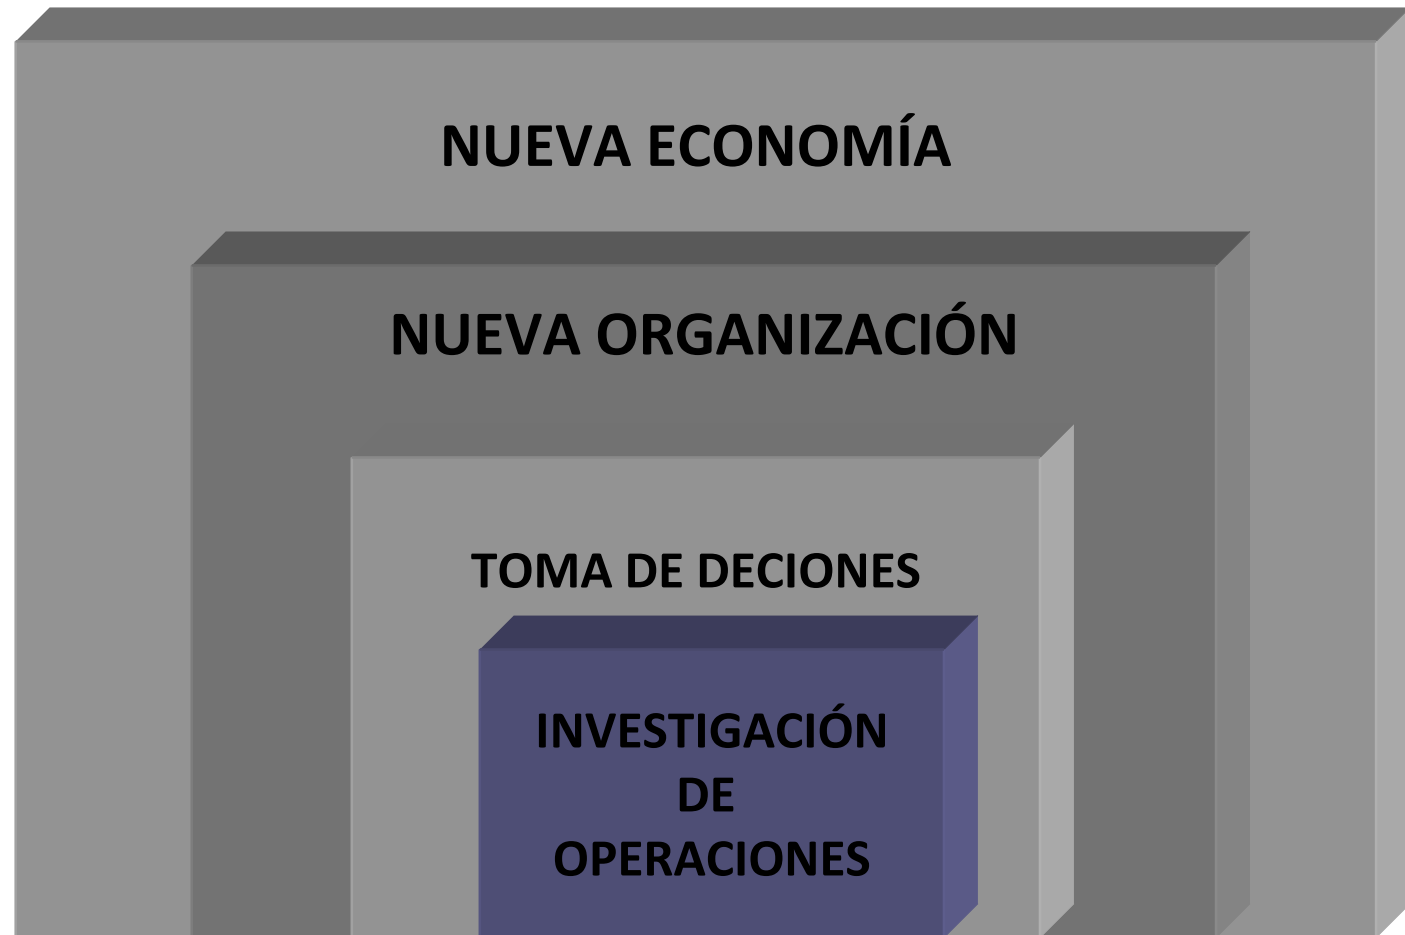 NUEVA ECONOMÍA
NUEVA ORGANIZACIÓN
TOMA DE DECIONES
INVESTIGACIÓN
DE
OPERACIONES